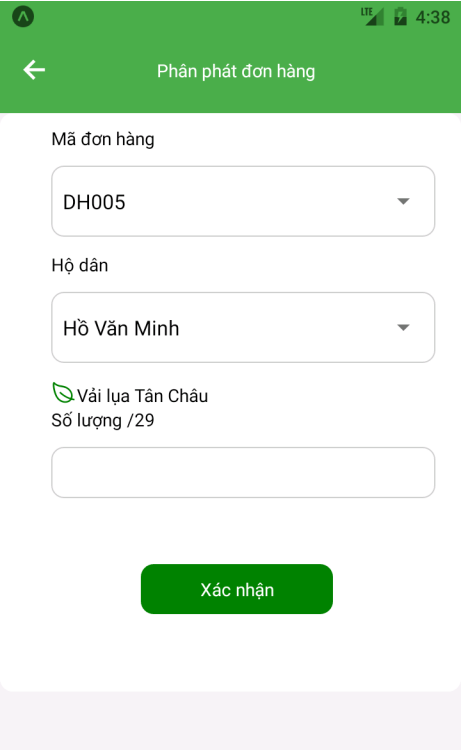 LTE 4:38
Phân phát đơn hàng
Mã đơn hàng
DH005
Hộ dân
Hồ Văn Minh
Vải lụa Tân Châu
Số lượng /29
Xác nhận